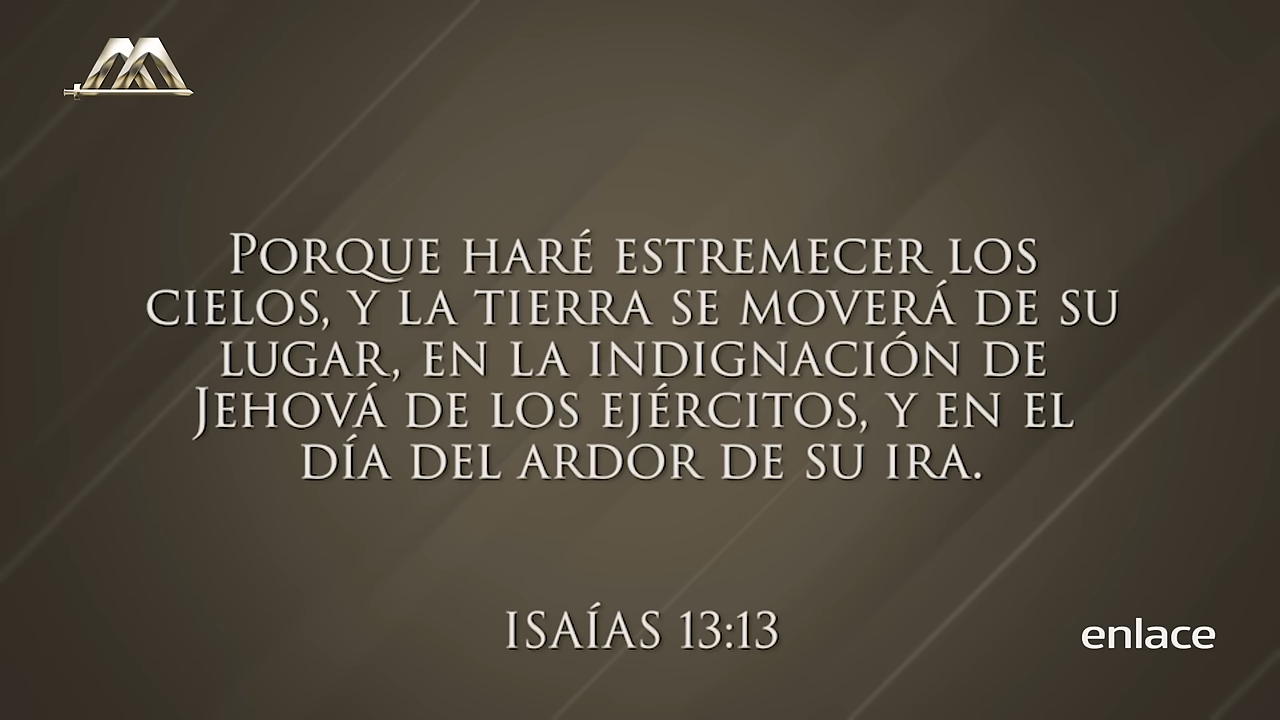 Porque haré estremecer los
cielos, y la tierra se moverá de su
lugar, en la indignación de
Jehová de los ejércitos, y en el
día del ardor de su ira.
Isaías 13:13
enlace